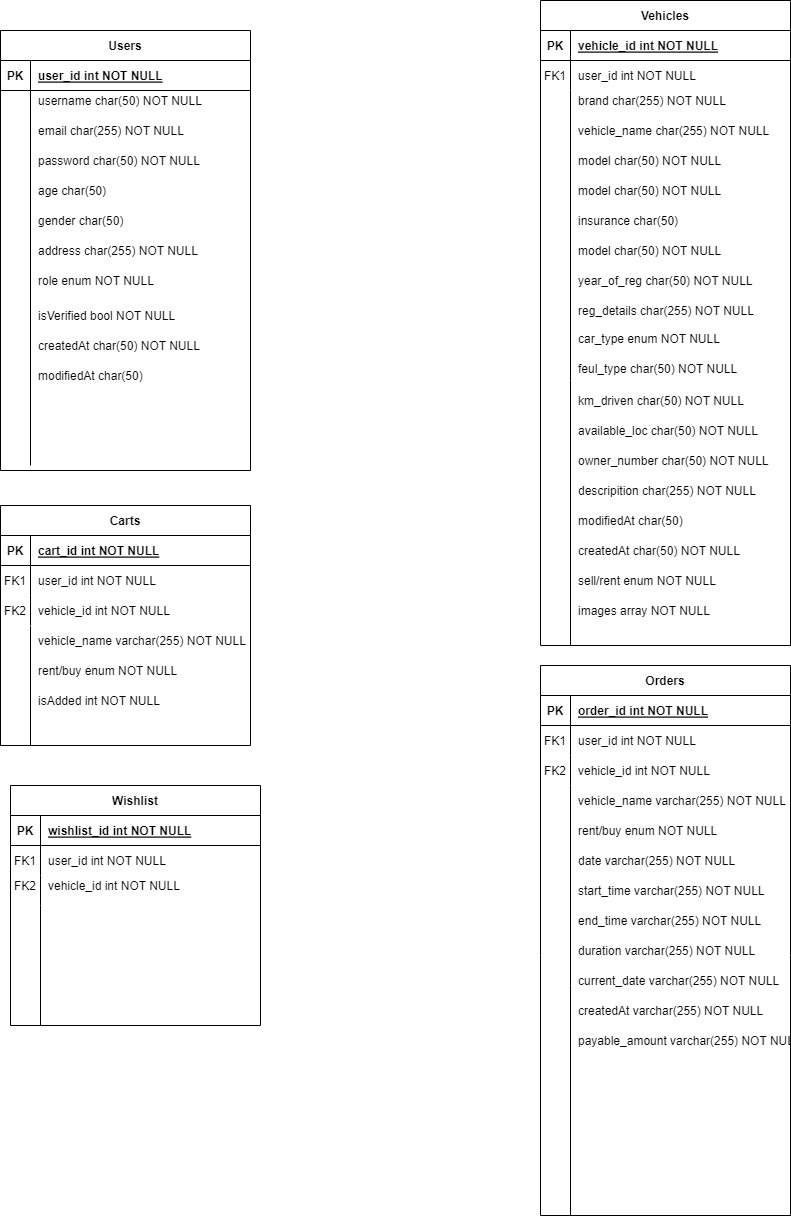 Users
PK user_id int NOT NULL
username char(50) NOT NULL
email char(255) NOT NULL
password char(50) NOT NULL
age char(50)
gender char(50)
address char(255) NOT NULL
role enum NOT NULL
isVerified bool NOT NULL
createdAt char(50) NOT NULL
modifiedAt char(50)
Carts
PK cart_id int NOT NULL
FK1 user_id int NOT NULL
FK2 vehicle_id int NOT NULL
vehicle_name varchar(255) NOT NULL
rent/buy enum NOT NULL
isAdded int NOT NULL
Wishlist
PK wishlist_id int NOT NULL
FK1 user_id int NOT NULL
FK2 vehicle_id int NOT NULL
Vehicles
PK vehicle_id int NOT NULL
FK1 user_id int NOT NULL
brand char(255) NOT NULL
vehicle_name char(255) NOT NULL
model char(50) NOT NULL
model char(50) NOT NULL
insurance char(50)
model char(50) NOT NULL
year_of_reg char(50) NOT NULL
reg_details char(255) NOT NULL
car_type enum NOT NULL
feul_type char(50) NOT NULL
km_driven char(50) NOT NULL
available_loc char(50) NOT NULL
owner_number char(50) NOT NULL
descripition char(255) NOT NULL
modifiedAt char(50)
createdAt char(50) NOT NULL
sell/rent enum NOT NULL
images array NOT NULL
Orders
PK order_id int NOT NULL
FK1 user_id int NOT NULL
FK2 vehicle_id int NOT NULL
vehicle_name varchar(255) NOT NULL
rent/buy enum NOT NULL
date varchar(255) NOT NULL
start_time varchar(255) NOT NULL
end_time varchar(255) NOT NULL
duration varchar(255) NOT NULL
current_date varchar(255) NOT NULL
createdAt varchar(255) NOT NULL
payable_amount varchar(255) NOT NUL